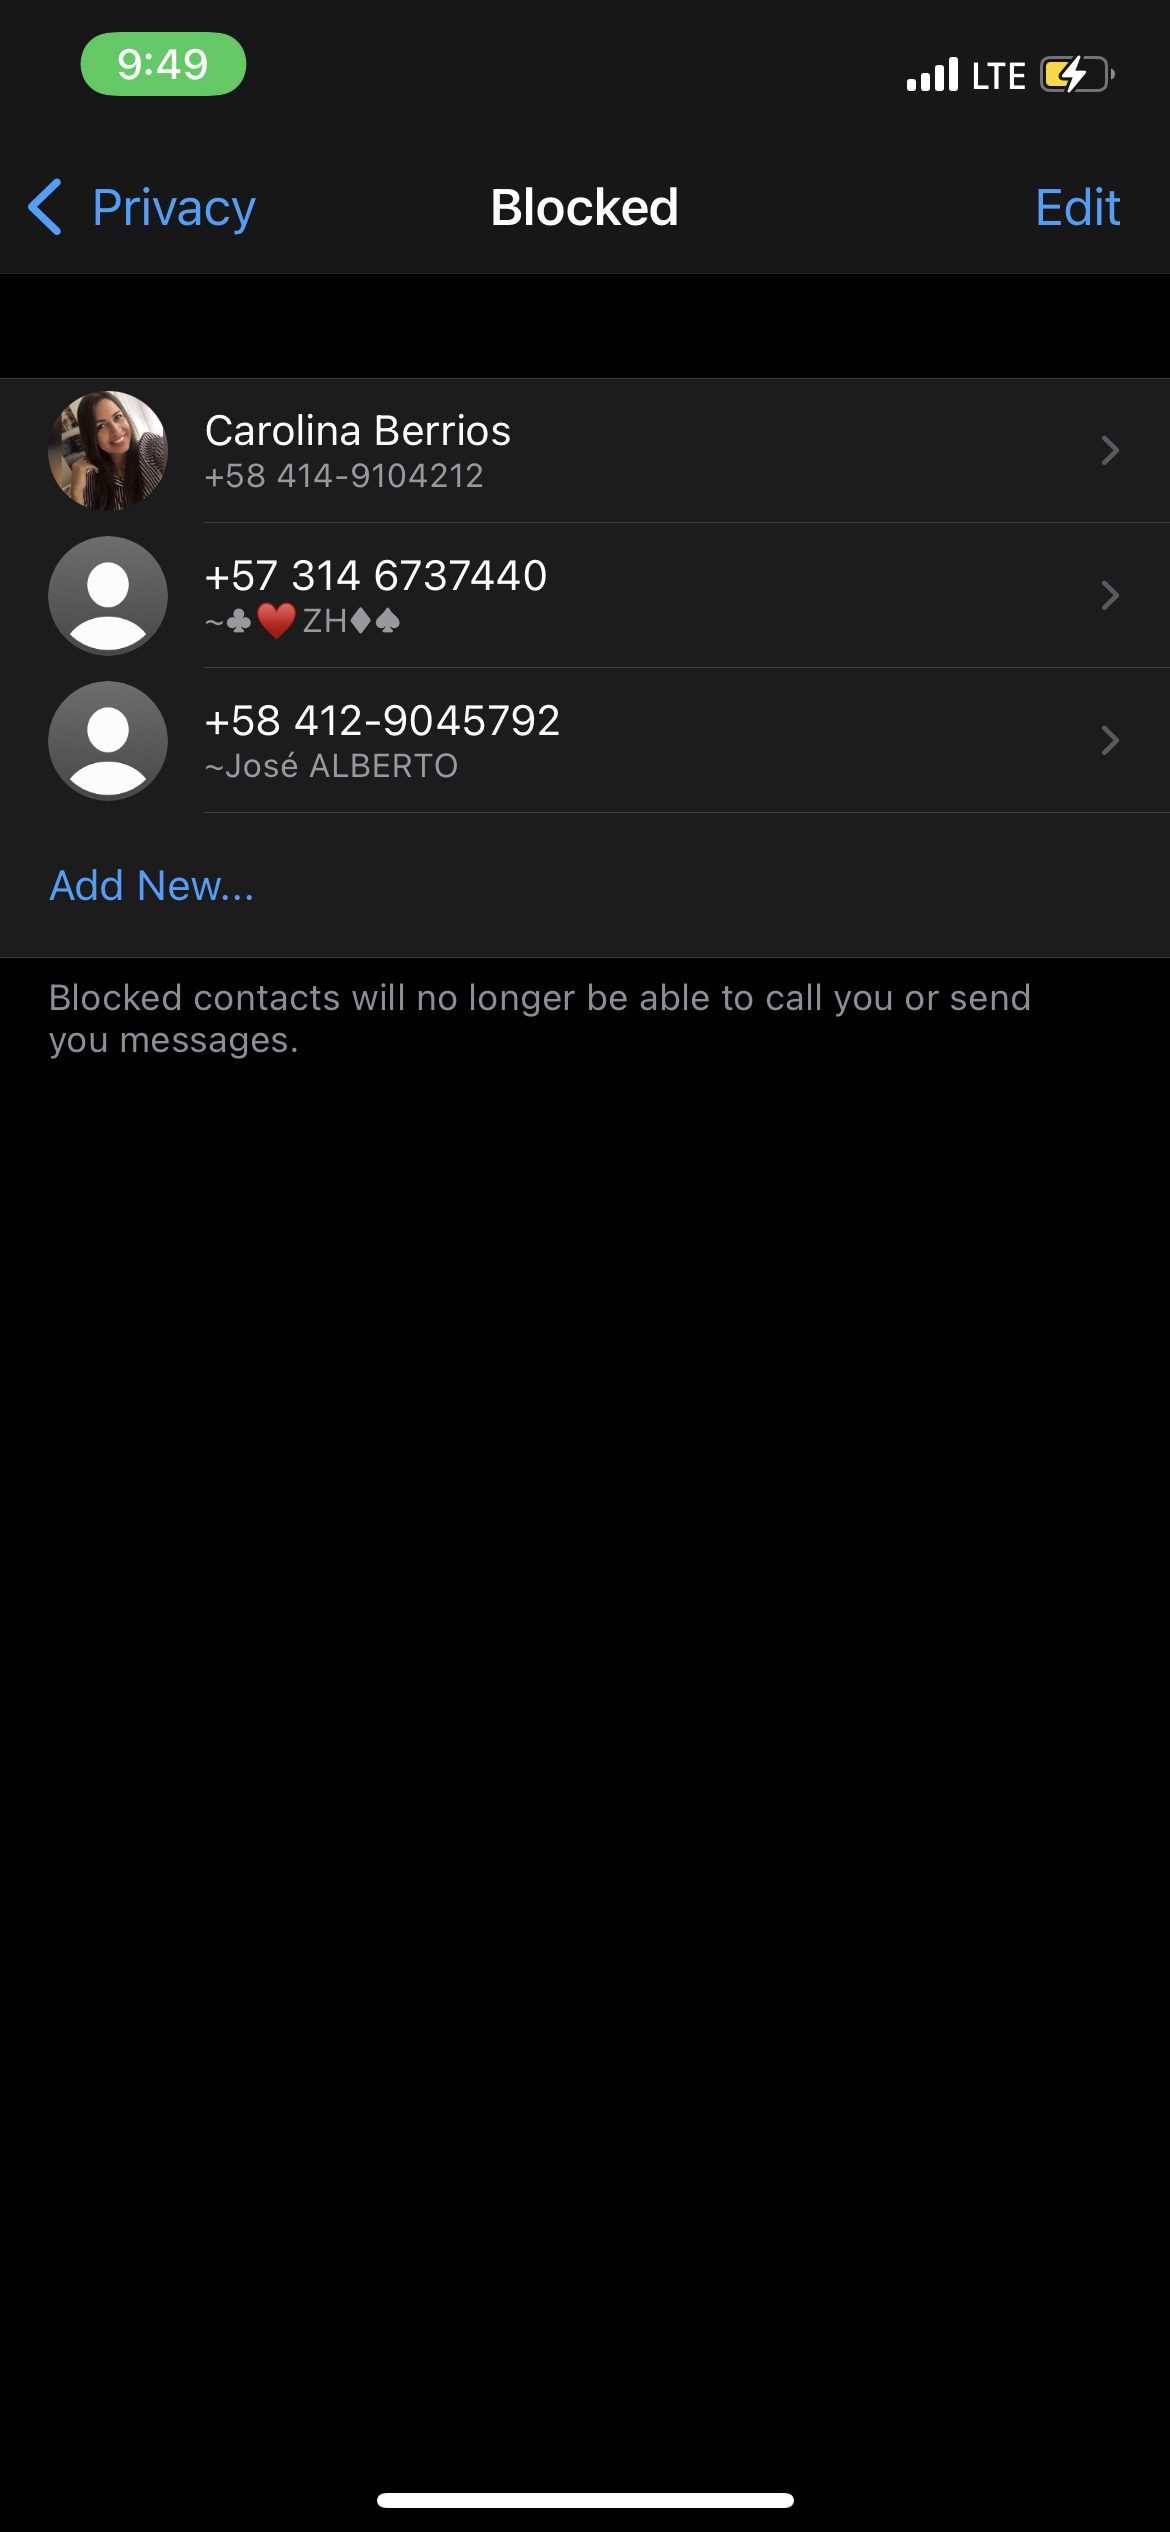 9:49
LTE
Privacy
Blocked
Edit
Carolina Berrios
+58 414-9104212
+57 314 6737440
~♣❤️ZH♦♠
+58 412-9045792
~José ALBERTO
Add New...
Blocked contacts will no longer be able to call you or send
you messages.